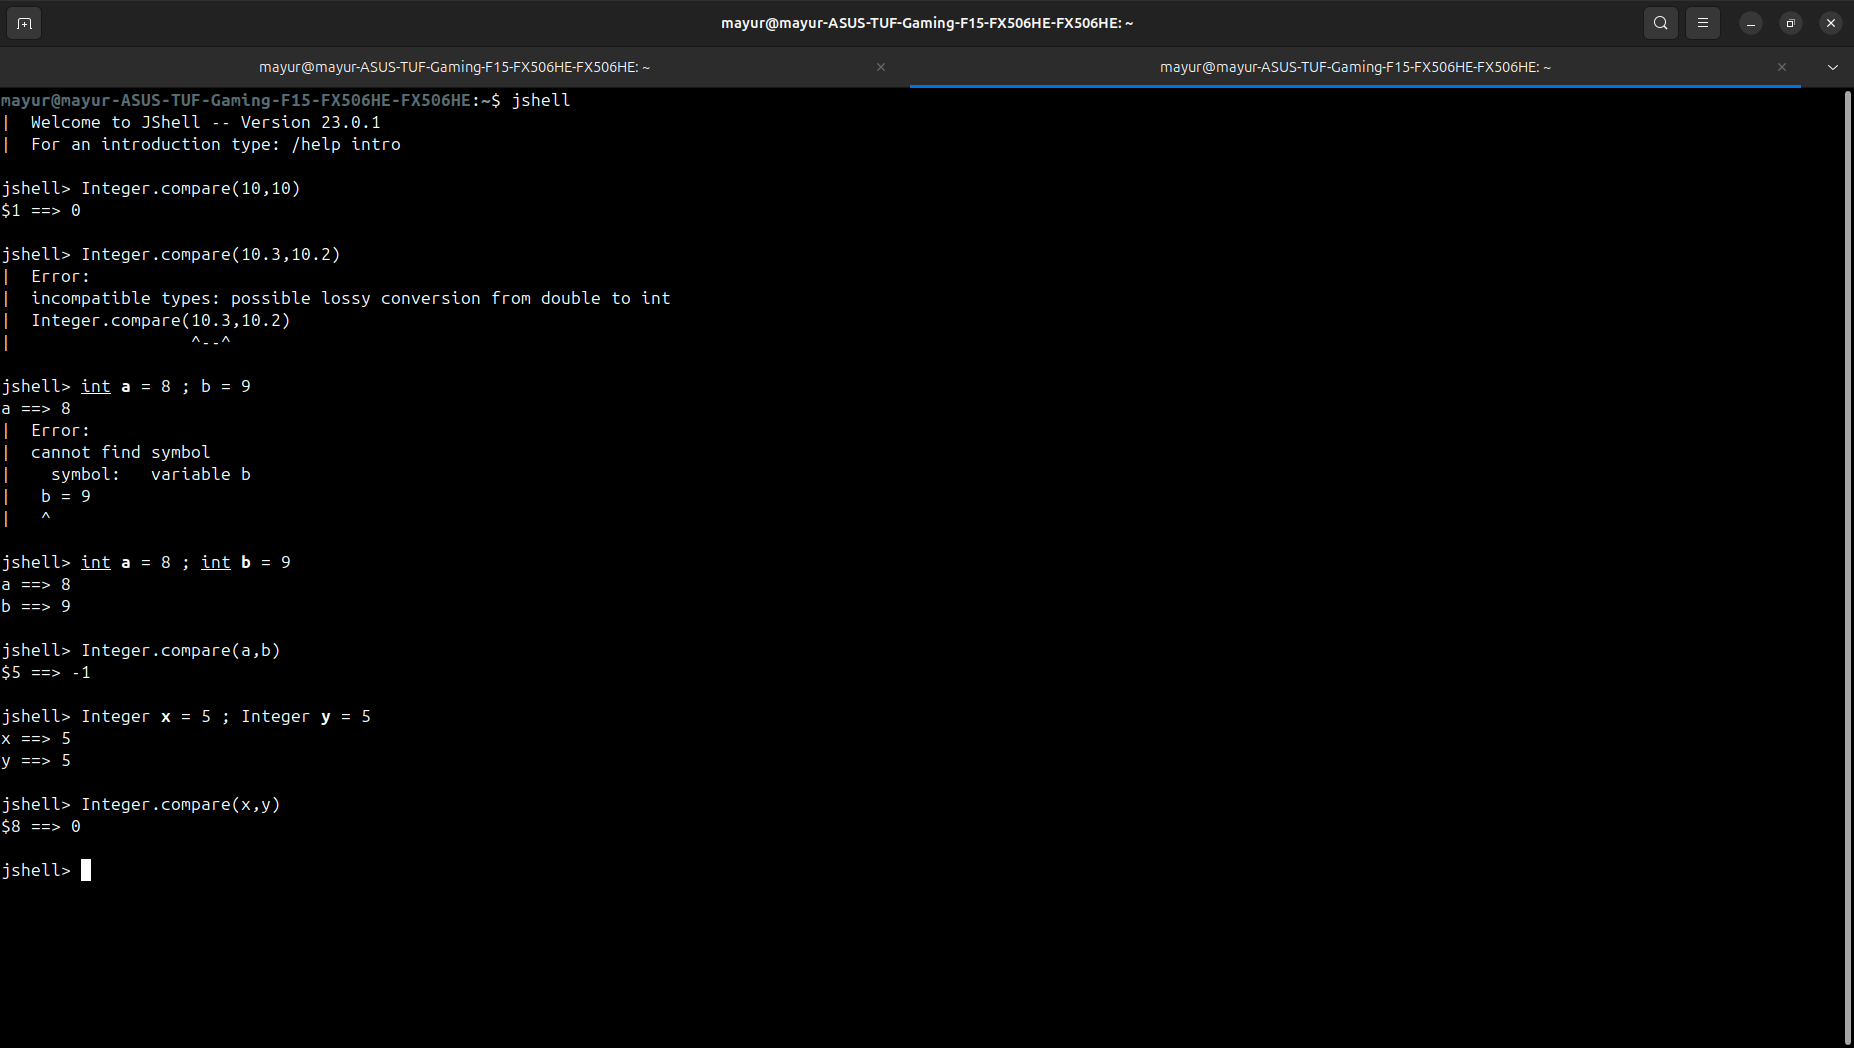 mayur@mayur-ASUS-TUF-Gaming-F15-FX506HE-FX506HE: ~
mayur@mayur-ASUS-TUF-Gaming-F15-FX506HE-FX506HE: ~
mayur@mayur-ASUS-TUF-Gaming-F15-FX506HE-FX506HE: ~
mayur@mayur-ASUS-TUF-Gaming-F15-FX506HE-FX506HE:~$ jshell
|  Welcome to JShell -- Version 23.0.1
|  For an introduction type: /help intro
jshell> Integer.compare(10,10)
$1 ==> 0
jshell> Integer.compare(10.3,10.2)
|  Error:
|  incompatible types: possible lossy conversion from double to int
|  Integer.compare(10.3,10.2)
|                  ^--^
jshell> int a = 8 ; b = 9
a ==> 8
|  Error:
|  cannot find symbol
|    symbol:   variable b
|   b = 9
|   ^
jshell> int a = 8 ; int b = 9
a ==> 8
b ==> 9
jshell> Integer.compare(a,b)
$5 ==> -1
jshell> Integer x = 5 ; Integer y = 5
x ==> 5
y ==> 5
jshell> Integer.compare(x,y)
$8 ==> 0
jshell>